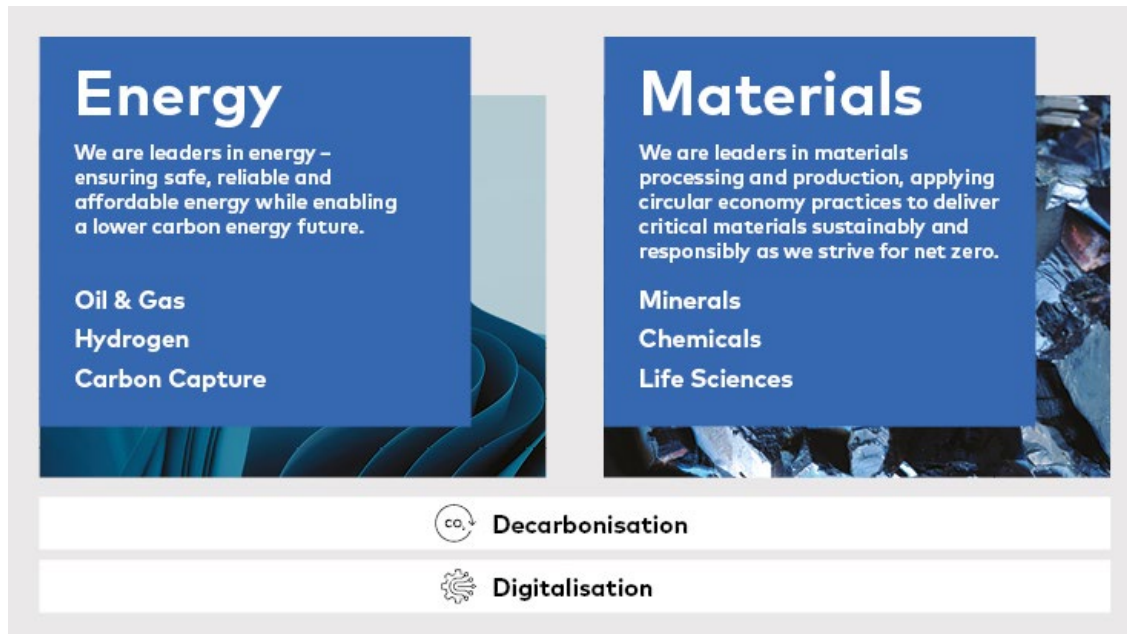 Energy
We are leaders in energy –
ensuring safe, reliable and
affordable energy while enabling
a lower carbon energy future.
Oil & Gas
Hydrogen
Carbon Capture
Materials
We are leaders in materials
processing and production, applying
circular economy practices to deliver
critical materials sustainably and
responsibly as we strive for net zero.
Minerals
Chemicals
Life Sciences
CO₂ Decarbonisation
Digitalisation